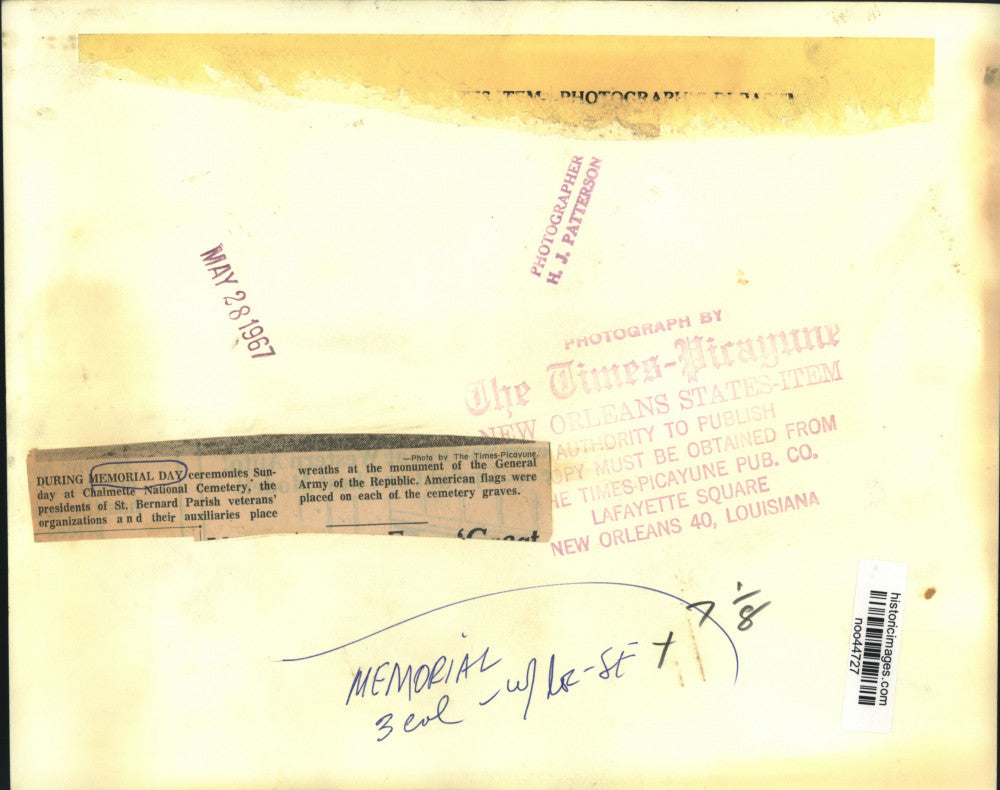 PHOTOGRAPHER
H. J. PATTERSON
MAY 28 1967
PHOTOGRAPH BY
The Times-Picayune
NEW ORLEANS STATES-ITEM
AUTHORITY TO PUBLISH
COPY MUST BE OBTAINED FROM
THE TIMES-PICAYUNE PUB. CO.
LAFAYETTE SQUARE
NEW ORLEANS 40, LOUISIANA
—Photo by The Times-Picayune.
DURING MEMORIAL DAY ceremonies Sun-
day at Chalmette National Cemetery, the
presidents of St. Bernard Parish veterans'
organizations and their auxiliaries place
wreaths at the monument of the General
Army of the Republic. American flags were
placed on each of the cemetery graves.
MEMORIAL
3 col - w/
+ 7 1/8
historicimages.com
noo44727